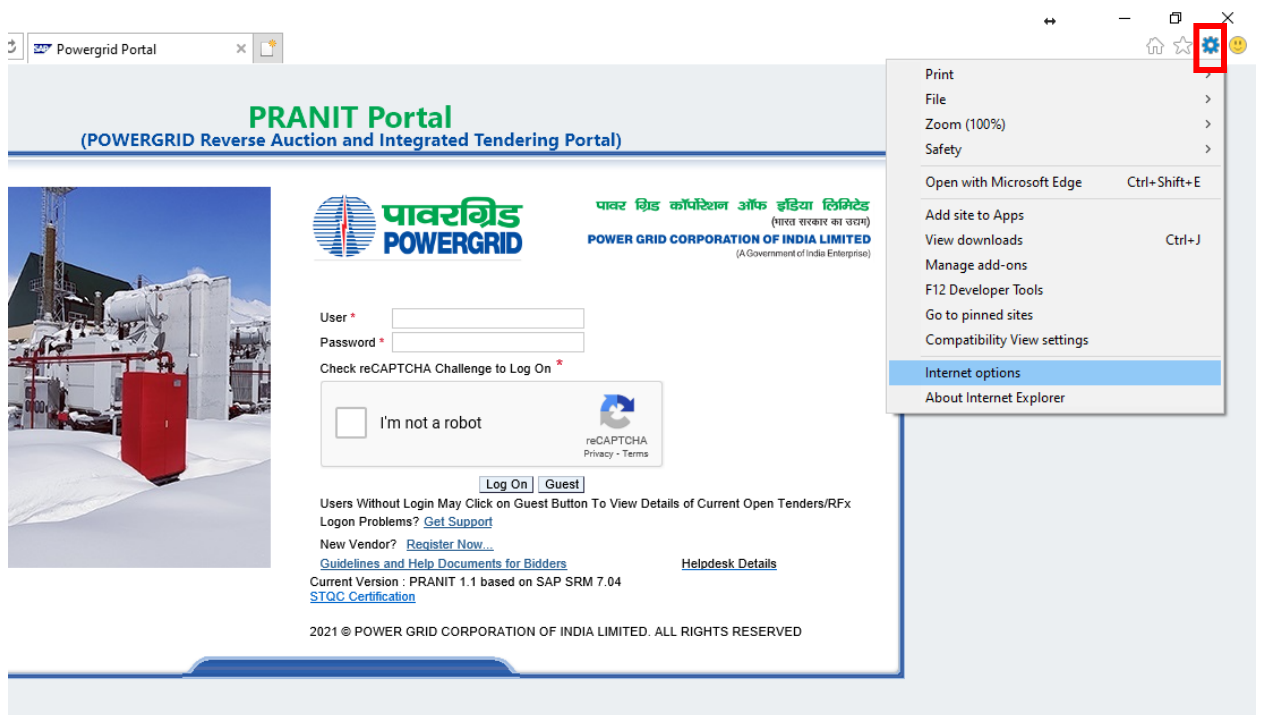 SAP Powergrid Portal
PRANIT Portal
(POWERGRID Reverse Auction and Integrated Tendering Portal)
पावरग्रिड
POWERGRID
पावर ग्रिड कॉर्पोरेशन ऑफ इंडिया लिमिटेड
(भारत सरकार का उद्यम)
POWER GRID CORPORATION OF INDIA LIMITED
(A Government of India Enterprise)
User *
Password *
Check reCAPTCHA Challenge to Log On *
I'm not a robot
reCAPTCHA
Privacy - Terms
Log On Guest
Users Without Login May Click on Guest Button To View Details of Current Open Tenders/RFx
Logon Problems? Get Support
New Vendor? Register Now...
Guidelines and Help Documents for Bidders Helpdesk Details
Current Version : PRANIT 1.1 based on SAP SRM 7.04
STQC Certification
2021 © POWER GRID CORPORATION OF INDIA LIMITED. ALL RIGHTS RESERVED
Print
File
Zoom (100%)
Safety
Open with Microsoft Edge Ctrl+Shift+E
Add site to Apps
View downloads Ctrl+J
Manage add-ons
F12 Developer Tools
Go to pinned sites
Compatibility View settings
Internet options
About Internet Explorer